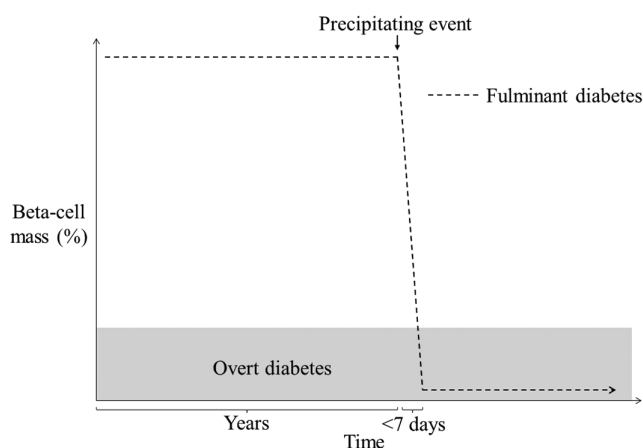 Precipitating event
Fulminant diabetes
Beta-cell
mass (%)
Overt diabetes
Years
<7 days
Time